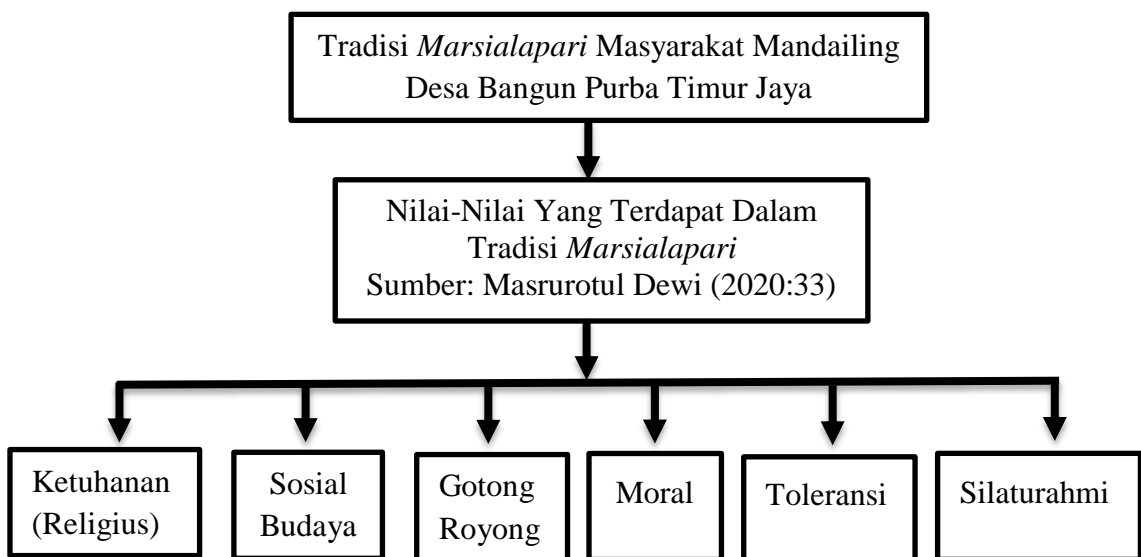 Tradisi Marsialapari Masyarakat Mandailing
Desa Bangun Purba Timur Jaya
Nilai-Nilai Yang Terdapat Dalam
Tradisi Marsialapari
Sumber: Masrurotul Dewi (2020:33)
Ketuhanan
(Religius)
Sosial
Budaya
Gotong
Royong
Moral
Toleransi
Silaturahmi